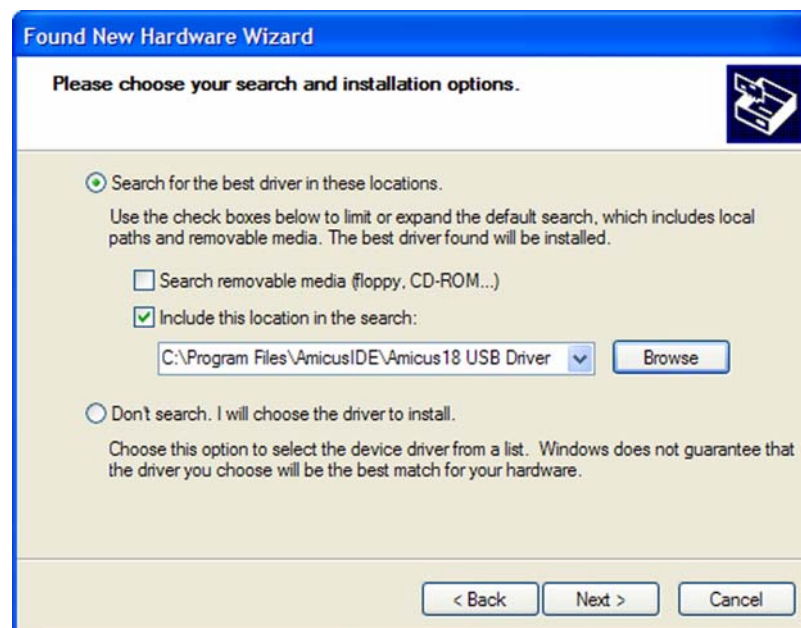 Found New Hardware Wizard
Please choose your search and installation options.
Search for the best driver in these locations.
Use the check boxes below to limit or expand the default search, which includes local
paths and removable media. The best driver found will be installed.
Search removable media (floppy, CD-ROM...)
Include this location in the search:
C:\Program Files\AmicusIDE\Amicus18 USB Driver
Browse
Don't search. I will choose the driver to install.
Choose this option to select the device driver from a list.  Windows does not guarantee that
the driver you choose will be the best match for your hardware.
< Back
Next >
Cancel